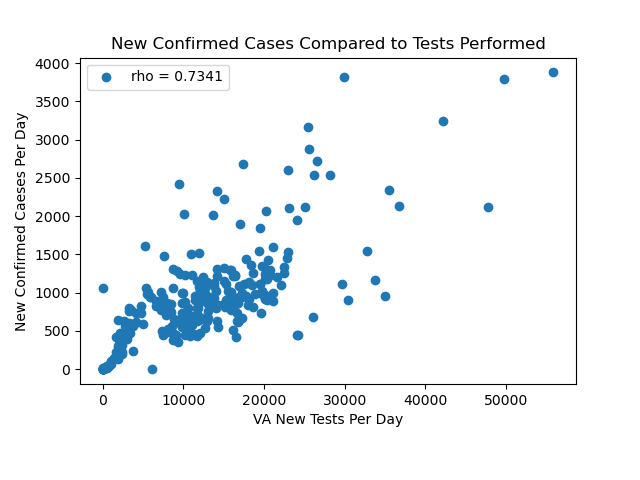 New Confirmed Cases Compared to Tests Performed
rho = 0.7341
New Confirmed Caeses Per Day
4000
3500
3000
2500
2000
1500
1000
500
0
0 10000 20000 30000 40000 50000
VA New Tests Per Day